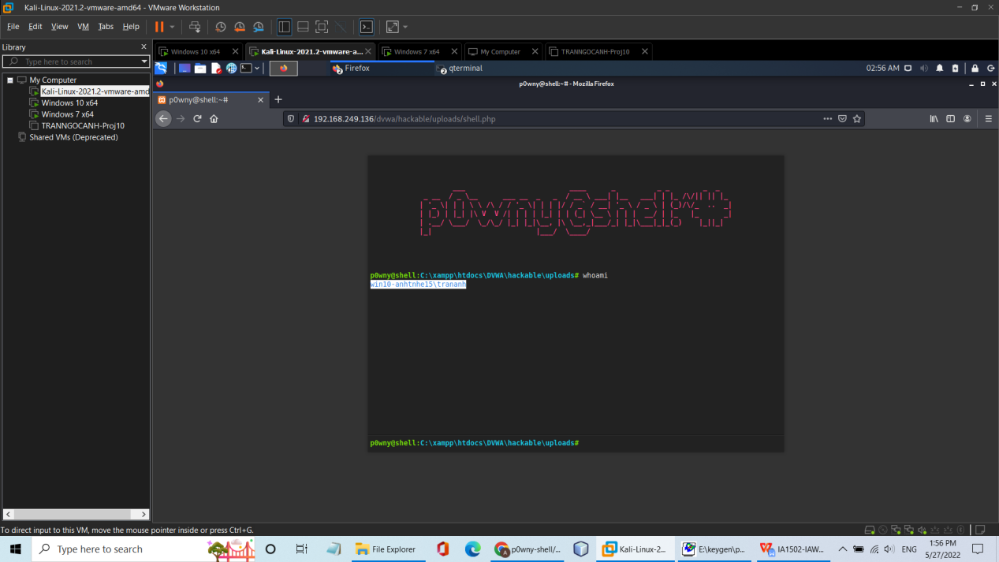 Kali-Linux-2021.2-vmware-amd64 - VMware Workstation
File Edit View VM Tabs Help
Library
Type here to search
My Computer
Kali-Linux-2021.2-vmware-amd
Windows 10 x64
Windows 7 x64
TRANNGOCANH-Proj10
Shared VMs (Deprecated)
Windows 10 x64 Kali-Linux-2021.2-vmware-a... Windows 7 x64 My Computer TRANNGOCANH-Proj10
Firefox qterminal 02:56 AM
p0wny@shell:~# - Mozilla Firefox
p0wny@shell:~#
192.168.249.136/dvwa/hackable/uploads/shell.php
p0wny@shell:~#
p0wny@shell:C:\xampp\htdocs\DVWA\hackable\uploads# whoami
win10-anhtnhe15\trananh
p0wny@shell:C:\xampp\htdocs\DVWA\hackable\uploads#
To direct input to this VM, move the mouse pointer inside or press Ctrl+G.
Type here to search File Explorer p0wny-shell/... Kali-Linux-2... E:\keygen\p... IA1502-IAW... ENG 1:56 PM
5/27/2022